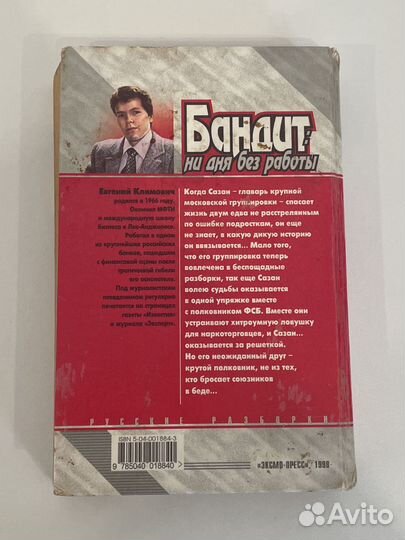 Бандит:
ни дня без работы
Евгений Климович
родился в 1966 году.
Окончил МФТИ
и международную школу
бизнеса в Лос-Анджелесе.
Работал в одном
из крупнейших российских
банков,
с финансовой сцены после
трагической гибели
его основателя.
Под журналистским
псевдонимом регулярно
печатается на страницах
газеты «Известия»
и журнала «Эксперт».
Когда Сазан – главарь крупной
московской группировки – спасает
жизнь двум едва не расстрелянным
по ошибке подросткам, он еще
не знает, в какую дикую историю
он ввязывается... Мало того,
что его группировка теперь
вовлечена в беспощадные
разборки, так еще Сазан
волею судьбы оказывается
в одной упряжке вместе
с полковником ФСБ. Вместе они
устраивают хитроумную ловушку
для наркоторговцев, и Сазан...
оказывается за решеткой.
Но его неожиданный друг –
крутой полковник, не из тех,
кто бросает союзников
в беде...
РУССКИЕ РАЗБОРКИ
ISBN 5-04-001884-3
9 785040 018840 >
«ЭКСМО-ПРЕСС», 1998
Avito